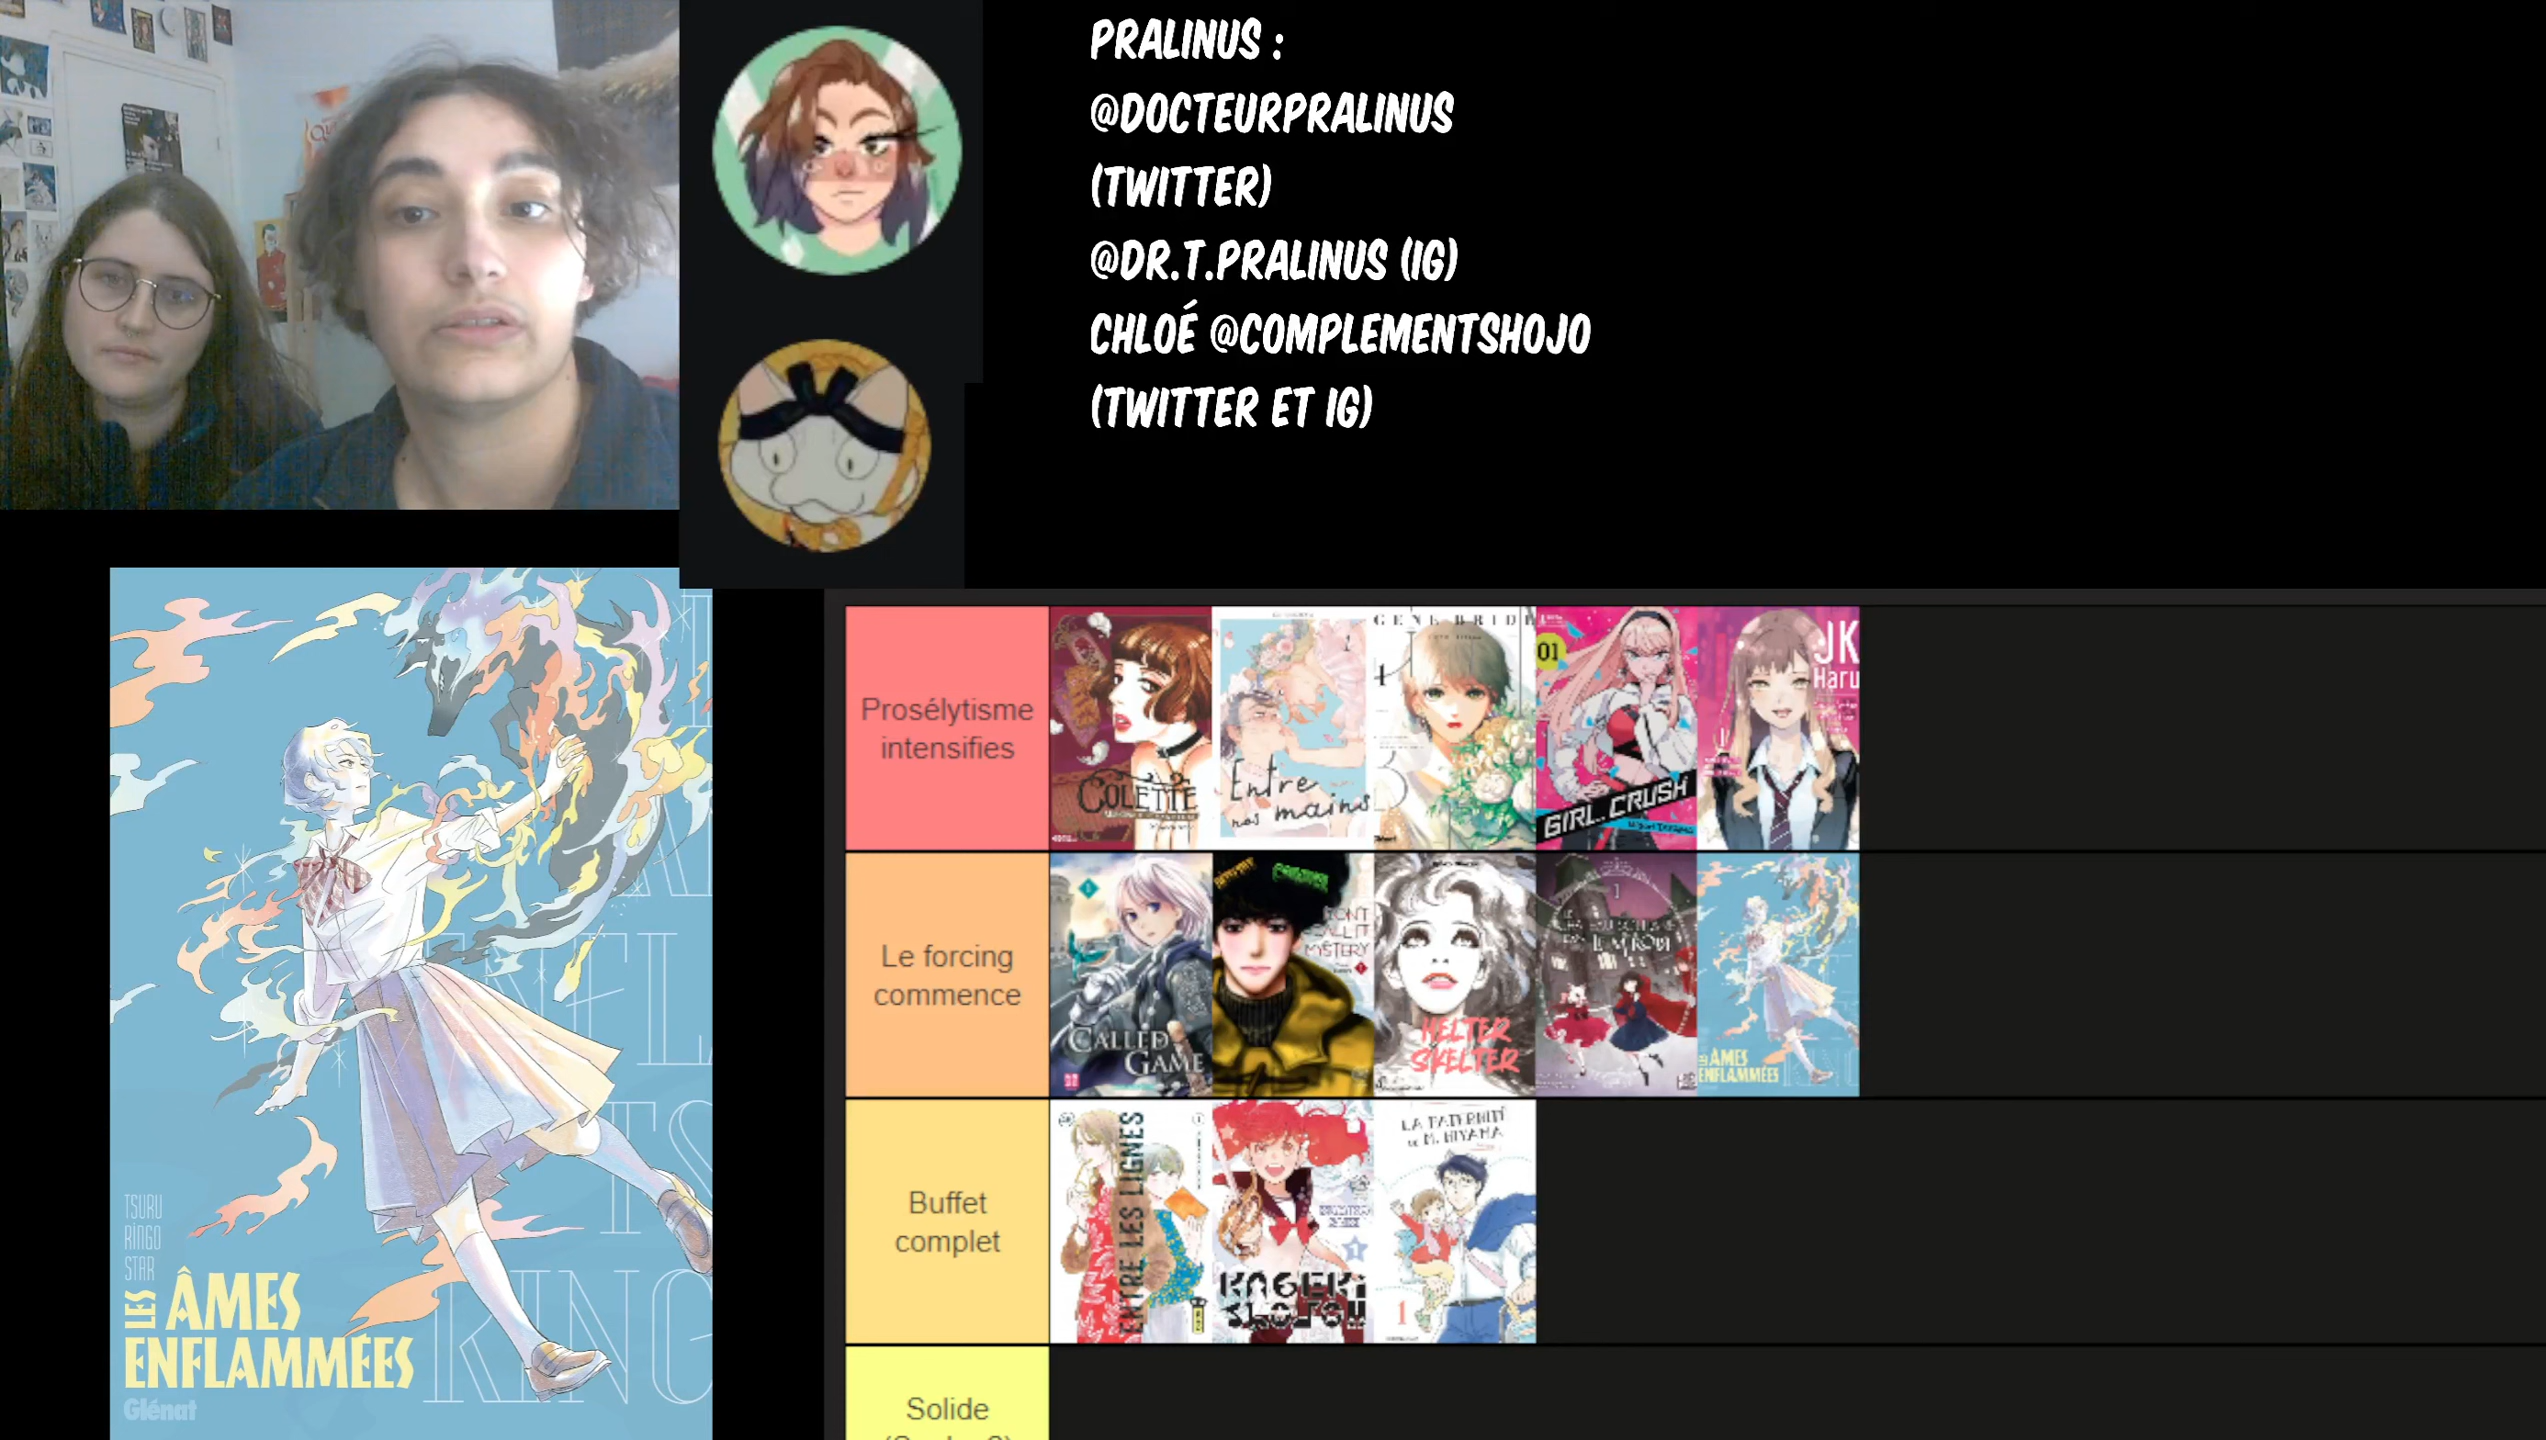 PRALINUS :
@DOCTEURPRALINUS
(TWITTER)
@DR.T.PRALINUS (IG)
CHLOÉ @COMPLEMENTSHOJO
(TWITTER ET IG)
TSURU
RINGO
STAR
LES ÂMES
ENFLAMMÉES
Glénat
Prosélytisme
intensifies
COLETTE
Entre
nos mains
GENE BRIDE
01
GIRL CRUSH
JK
Haru
Le forcing
commence
CALLED
GAME
DON'T
CALL IT
MYSTERY
HELTER
SKELTER
LES ÂMES
ENFLAMMÉES
Buffet
complet
ENTRE LES LIGNES
KAGEKI
SHOJO!!
1
LA PATERNITÉ
DE M. HIYAMA
1
Solide